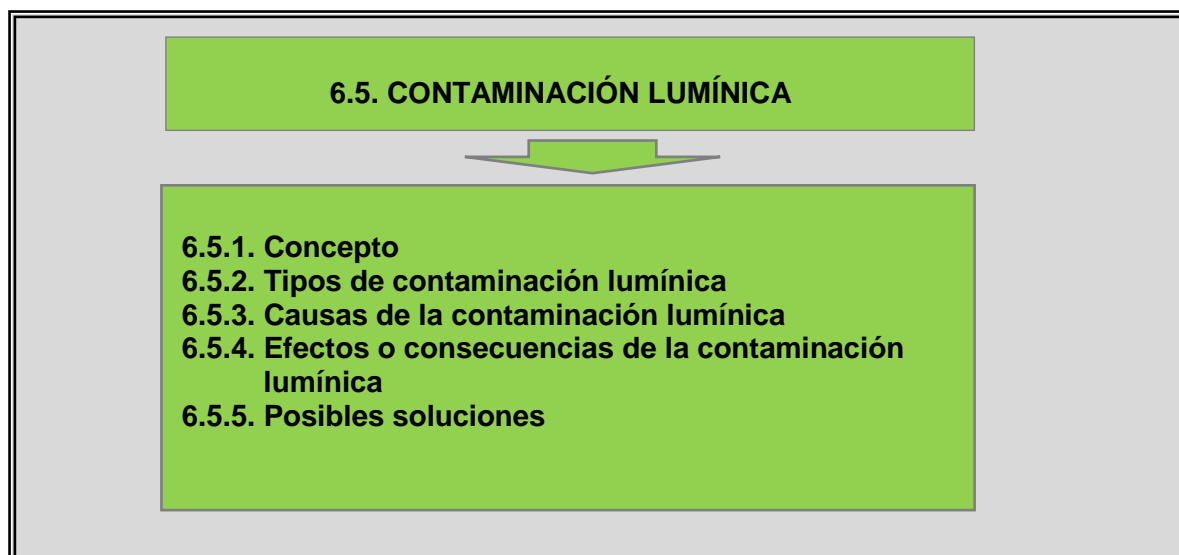 6.5. CONTAMINACIÓN LUMÍNICA
6.5.1. Concepto
6.5.2. Tipos de contaminación lumínica
6.5.3. Causas de la contaminación lumínica
6.5.4. Efectos o consecuencias de la contaminación
lumínica
6.5.5. Posibles soluciones